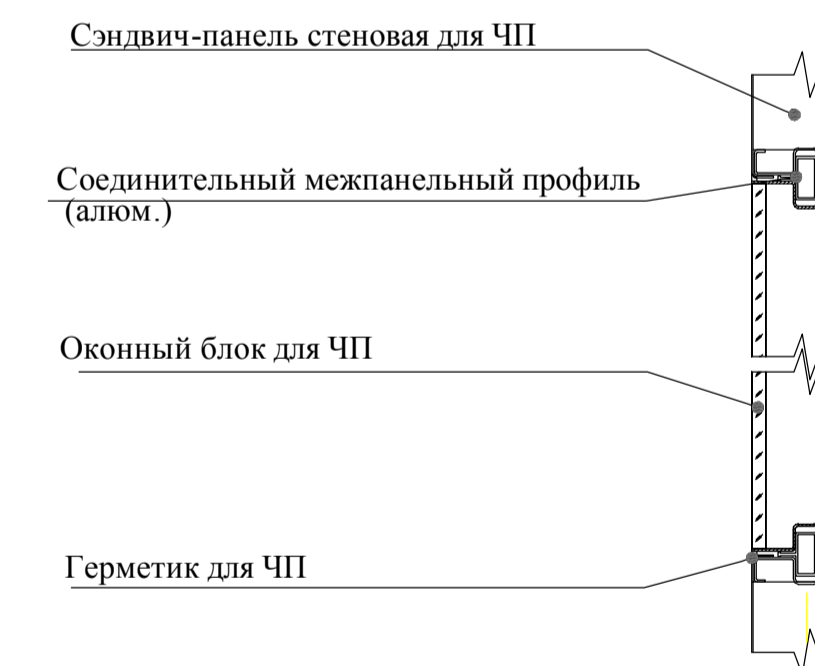 Сэндвич-панель стеновая для ЧП
Соединительный межпанельный профиль
(алюм.)
Оконный блок для ЧП
Герметик для ЧП